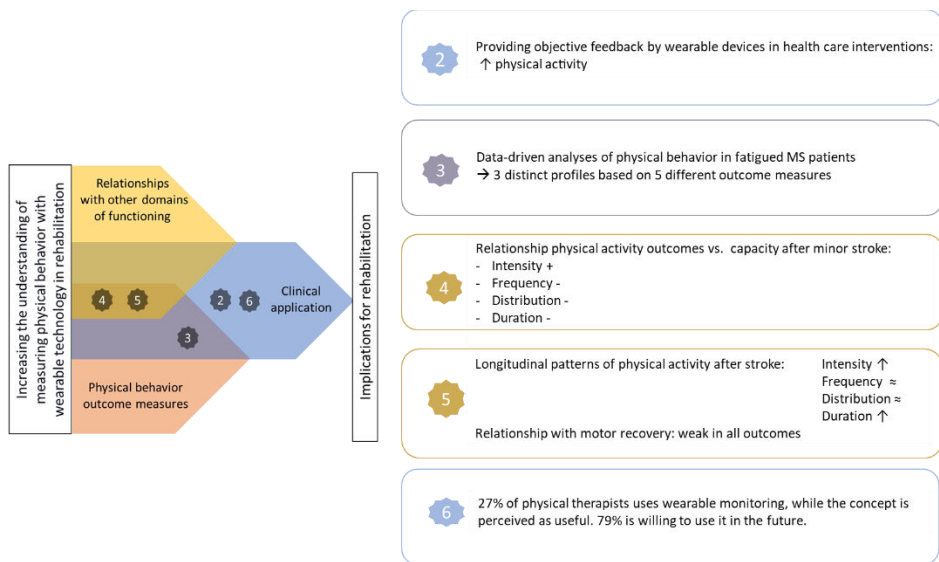 Increasing the understanding of
measuring physical behavior with
wearable technology in rehabilitation
Relationships
with other domains
of functioning
4
5
2
6
3
Clinical
application
Physical behavior
outcome measures
Implications for rehabilitation
2
Providing objective feedback by wearable devices in health care interventions:
↑ physical activity
3
Data-driven analyses of physical behavior in fatigued MS patients
→ 3 distinct profiles based on 5 different outcome measures
4
Relationship physical activity outcomes vs. capacity after minor stroke:
- Intensity +
- Frequency -
- Distribution -
- Duration -
5
Longitudinal patterns of physical activity after stroke:
Intensity ↑
Frequency ≈
Distribution ≈
Duration ↑
Relationship with motor recovery: weak in all outcomes
6
27% of physical therapists uses wearable monitoring, while the concept is
perceived as useful. 79% is willing to use it in the future.